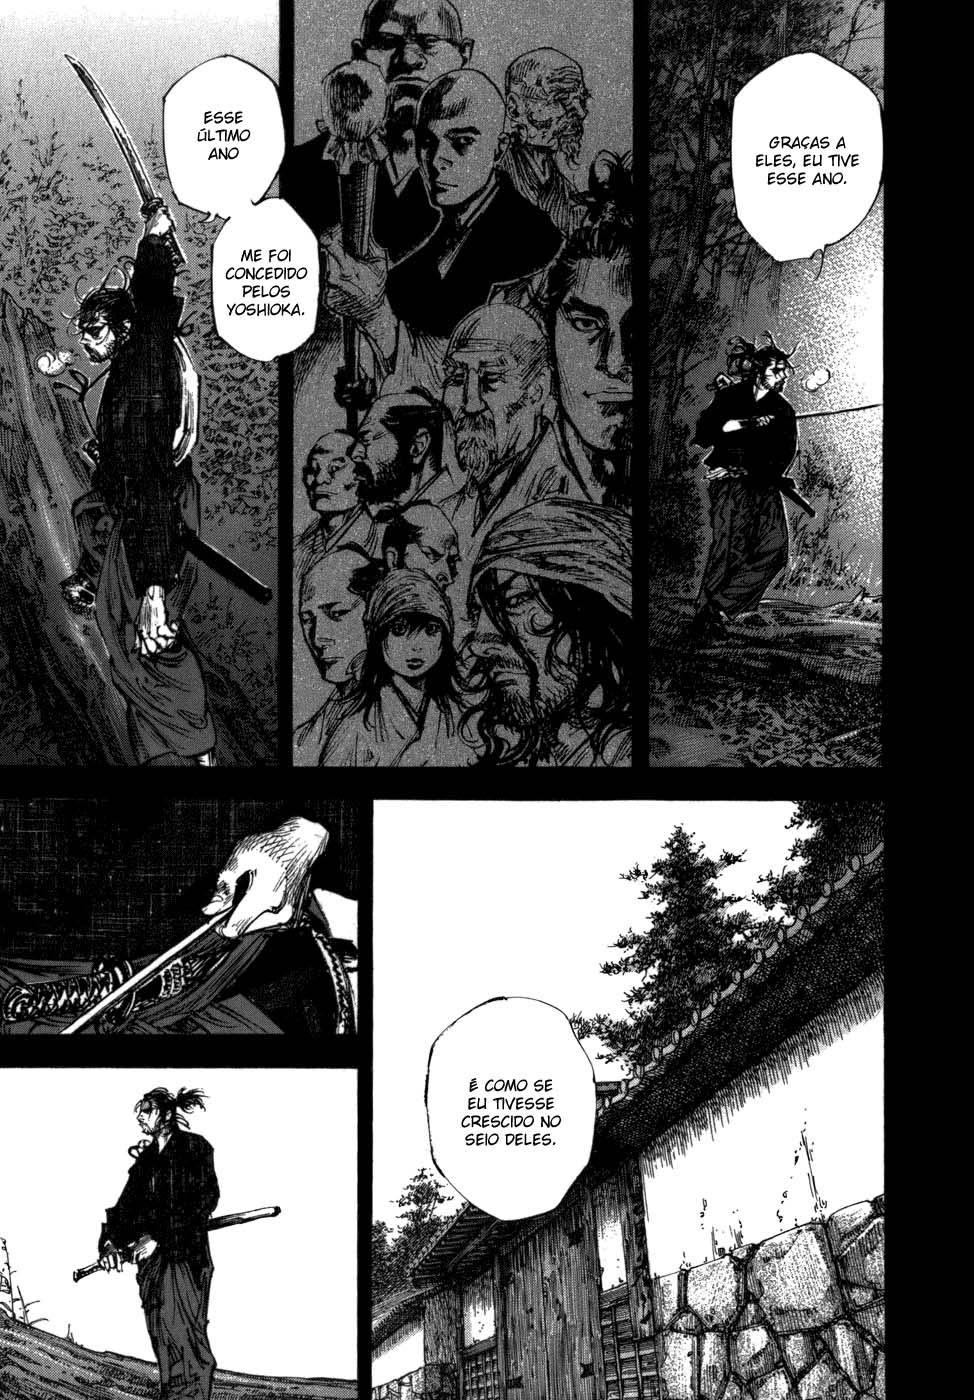 GRAÇAS A
ELES, EU TIVE
ESSE ANO.
ESSE
ÚLTIMO
ANO
ME FOI
CONCEDIDO
PELOS
YOSHIOKA.
É COMO SE
EU TIVESSE
CRESCIDO NO
SEIO DELES.